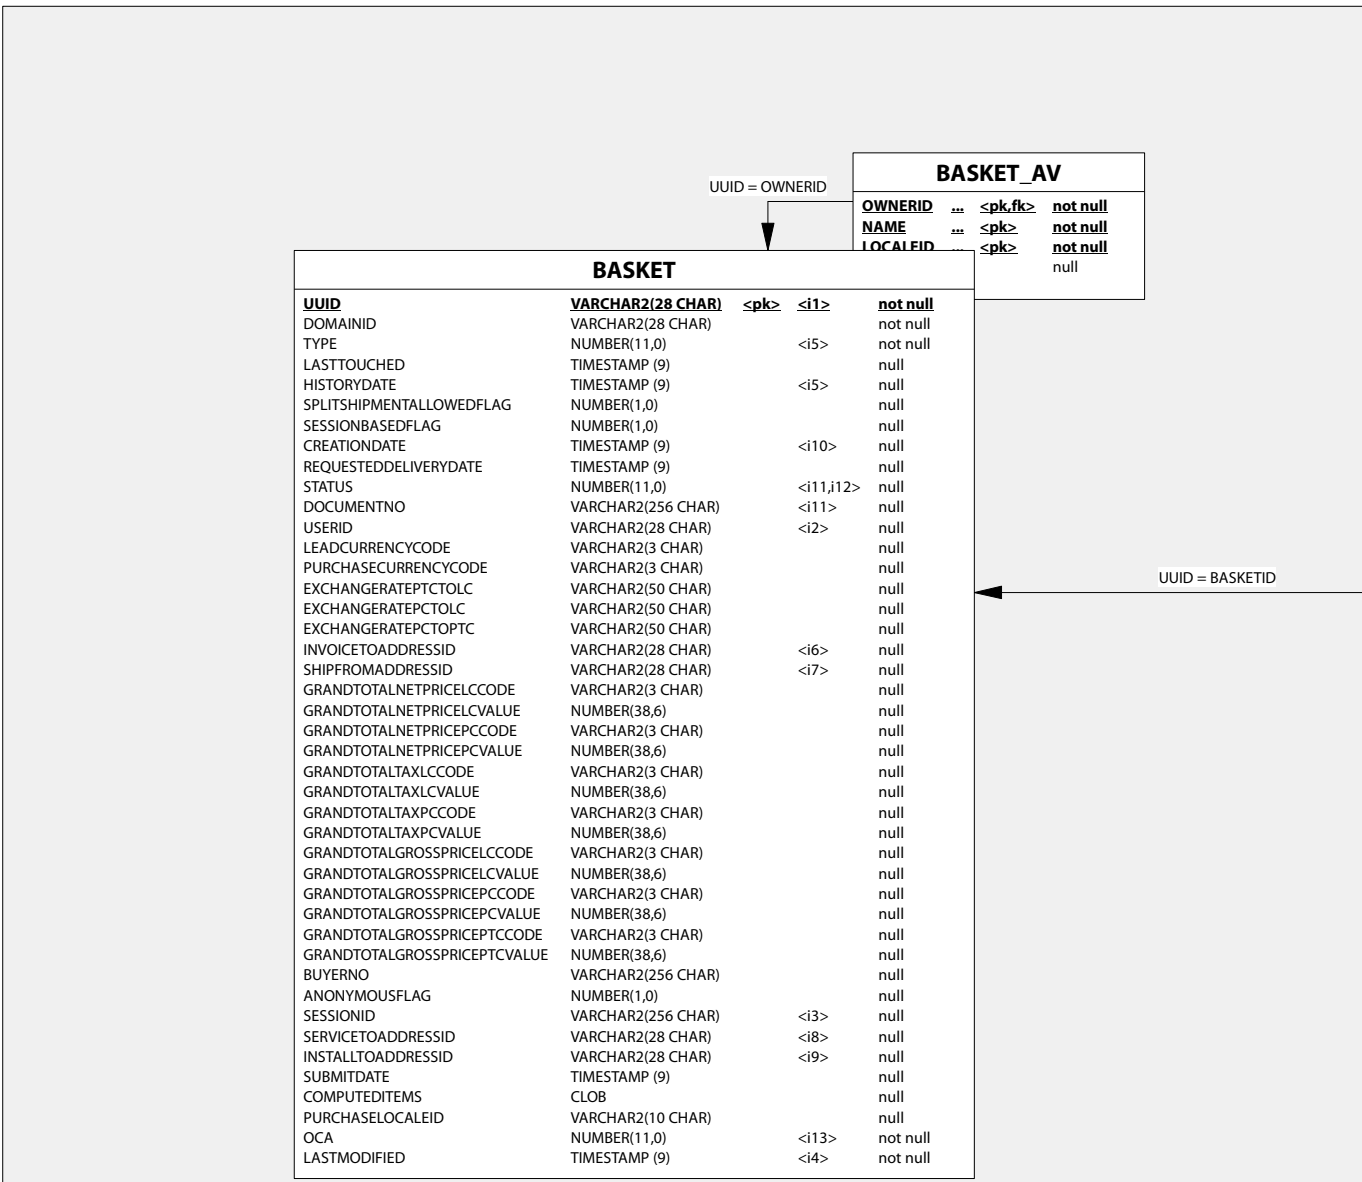 BASKET_AV
UUID = OWNERID
OWNERID ... <pk,fk> not null
NAME ... <pk> not null
LOCALEID ... <pk> not null
null
BASKET
UUID VARCHAR2(28 CHAR) <pk> <i1> not null
DOMAINID VARCHAR2(28 CHAR) not null
TYPE NUMBER(11,0) <i5> not null
LASTTOUCHED TIMESTAMP (9) null
HISTORYDATE TIMESTAMP (9) <i5> null
SPLITSHIPMENTALLOWEDFLAG NUMBER(1,0) null
SESSIONBASEDFLAG NUMBER(1,0) null
CREATIONDATE TIMESTAMP (9) <i10> null
REQUESTEDDELIVERYDATE TIMESTAMP (9) null
STATUS NUMBER(11,0) <i11,i12> null
DOCUMENTNO VARCHAR2(256 CHAR) <i11> null
USERID VARCHAR2(28 CHAR) <i2> null
LEADCURRENCYCODE VARCHAR2(3 CHAR) null
PURCHASECURRENCYCODE VARCHAR2(3 CHAR) null
UUID = BASKETID
EXCHANGERATEPTCTOLC VARCHAR2(50 CHAR) null
EXCHANGERATEPCTOLC VARCHAR2(50 CHAR) null
EXCHANGERATEPCTOPTC VARCHAR2(50 CHAR) null
INVOICETOADDRESSID VARCHAR2(28 CHAR) <i6> null
SHIPFROMADDRESSID VARCHAR2(28 CHAR) <i7> null
GRANDTOTALNETPRICELCCODE VARCHAR2(3 CHAR) null
GRANDTOTALNETPRICELCVALUE NUMBER(38,6) null
GRANDTOTALNETPRICEPCCODE VARCHAR2(3 CHAR) null
GRANDTOTALNETPRICEPCVALUE NUMBER(38,6) null
GRANDTOTALTAXLCCODE VARCHAR2(3 CHAR) null
GRANDTOTALTAXLCVALUE NUMBER(38,6) null
GRANDTOTALTAXPCCODE VARCHAR2(3 CHAR) null
GRANDTOTALTAXPCVALUE NUMBER(38,6) null
GRANDTOTALGROSSPRICELCCODE VARCHAR2(3 CHAR) null
GRANDTOTALGROSSPRICELCVALUE NUMBER(38,6) null
GRANDTOTALGROSSPRICEPCCODE VARCHAR2(3 CHAR) null
GRANDTOTALGROSSPRICEPCVALUE NUMBER(38,6) null
GRANDTOTALGROSSPRICEPTCCODE VARCHAR2(3 CHAR) null
GRANDTOTALGROSSPRICEPTCVALUE NUMBER(38,6) null
BUYERNO VARCHAR2(256 CHAR) null
ANONYMOUSFLAG NUMBER(1,0) null
SESSIONID VARCHAR2(256 CHAR) <i3> null
SERVICETOADDRESSID VARCHAR2(28 CHAR) <i8> null
INSTALLTOADDRESSID VARCHAR2(28 CHAR) <i9> null
SUBMITDATE TIMESTAMP (9) null
COMPUTEDITEMS CLOB null
PURCHASELOCALEID VARCHAR2(10 CHAR) null
OCA NUMBER(11,0) <i13> not null
LASTMODIFIED TIMESTAMP (9) <i4> not null